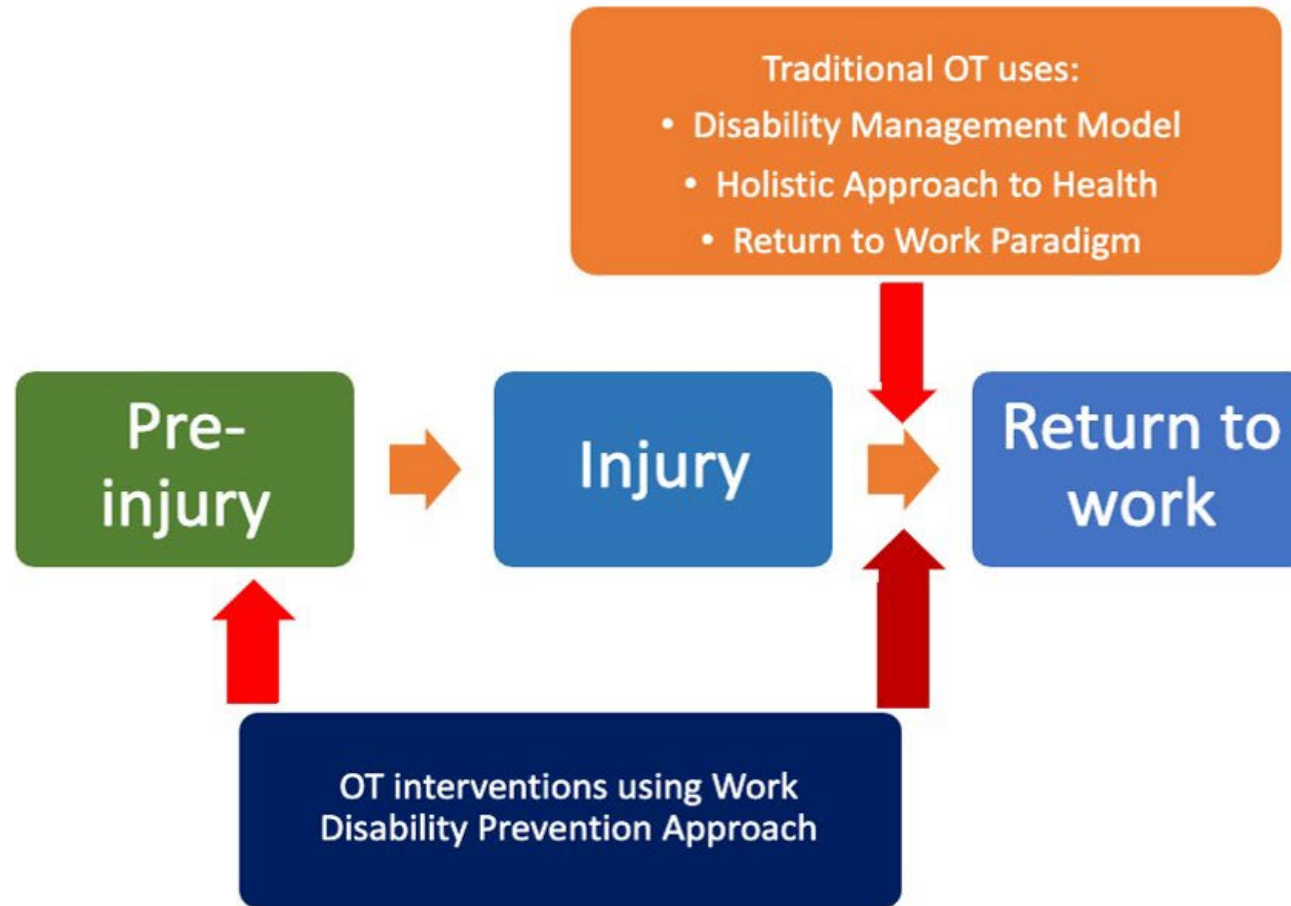 Traditional OT uses:
• Disability Management Model
• Holistic Approach to Health
• Return to Work Paradigm
Pre-
injury
Injury
Return to
work
OT interventions using Work
Disability Prevention Approach